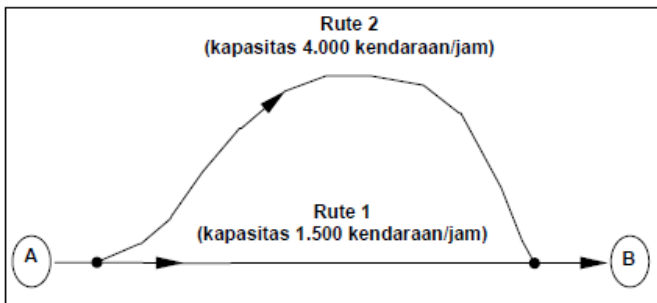 Rute 2
(kapasitas 4.000 kendaraan/jam)
Rute 1
(kapasitas 1.500 kendaraan/jam)
A
B